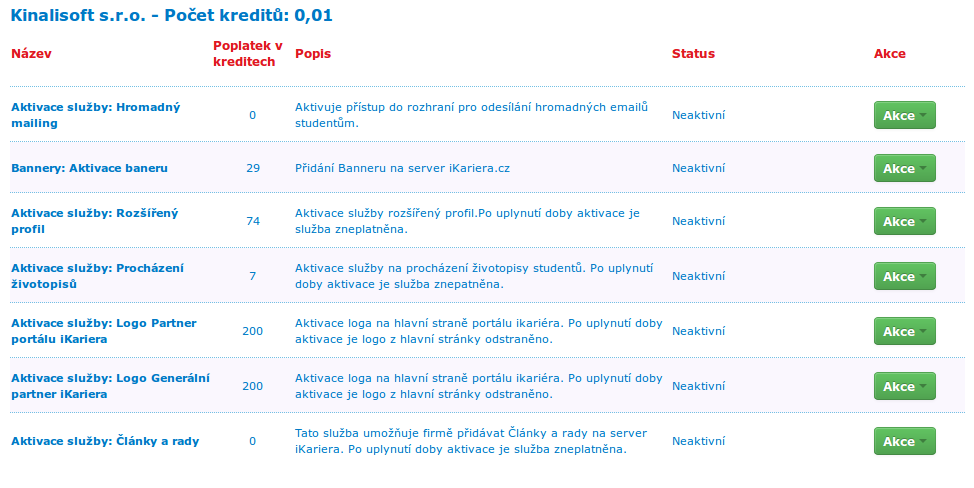 Kinalisoft s.r.o. – Počet kreditů: 0,01
Název
Poplatek v
kreditech
Popis
Status
Akce
Aktivace služby: Hromadný
mailing
0
Aktivuje přístup do rozhraní pro odesílání hromadných emailů
studentům.
Neaktivní
Akce
Bannery: Aktivace baneru
29
Přidání Banneru na server iKariera.cz
Neaktivní
Akce
Aktivace služby: Rozšířený
profil
74
Aktivace služby rozšířený profil.Po uplynutí doby aktivace je
služba zneplatněna.
Neaktivní
Akce
Aktivace služby: Procházení
životopisů
7
Aktivace služby na procházení životopisy studentů. Po uplynutí
doby aktivace je služba znepatněna.
Neaktivní
Akce
Aktivace služby: Logo Partner
portálu iKariera
200
Aktivace loga na hlavní straně portálu ikariéra. Po uplynutí doby
aktivace je logo z hlavní stránky odstraněno.
Neaktivní
Akce
Aktivace služby: Logo Generální
partner iKariera
200
Aktivace loga na hlavní straně portálu ikariéra. Po uplynutí doby
aktivace je logo z hlavní stránky odstraněno.
Neaktivní
Akce
Aktivace služby: Články a rady
0
Tato služba umožňuje firmě přidávat Články a rady na server
iKariera. Po uplynutí doby aktivace je služba zneplatněna.
Neaktivní
Akce